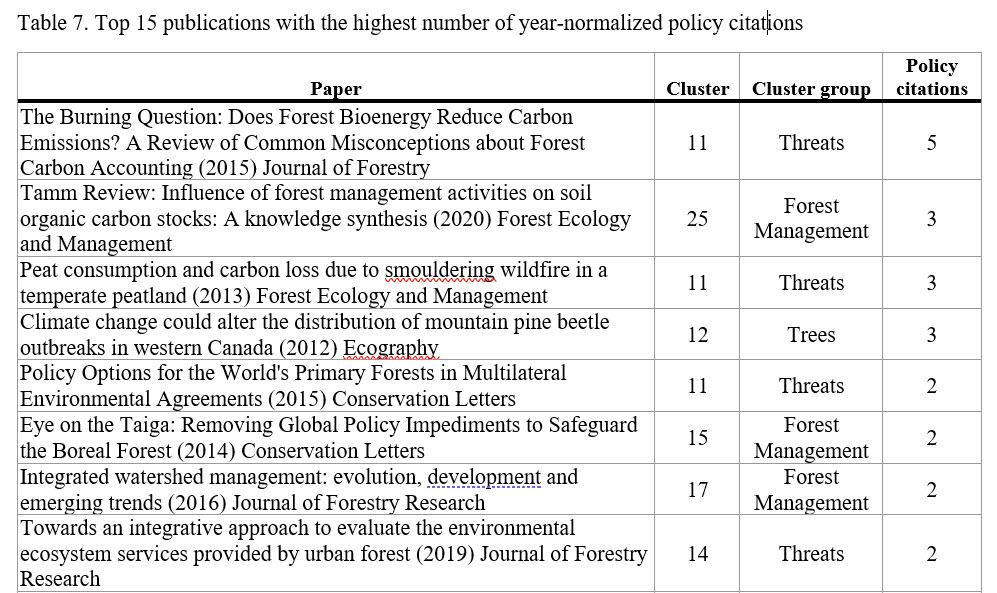 Table 7. Top 15 publications with the highest number of year-normalized policy citations
Paper Cluster Cluster group Policy citations
The Burning Question: Does Forest Bioenergy Reduce Carbon
Emissions? A Review of Common Misconceptions about Forest
Carbon Accounting (2015) Journal of Forestry
11 Threats 5
Tamm Review: Influence of forest management activities on soil
organic carbon stocks: A knowledge synthesis (2020) Forest Ecology
and Management
25 Forest Management 3
Peat consumption and carbon loss due to smouldering wildfire in a
temperate peatland (2013) Forest Ecology and Management
11 Threats 3
Climate change could alter the distribution of mountain pine beetle
outbreaks in western Canada (2012) Ecography
12 Trees 3
Policy Options for the World's Primary Forests in Multilateral
Environmental Agreements (2015) Conservation Letters
11 Threats 2
Eye on the Taiga: Removing Global Policy Impediments to Safeguard
the Boreal Forest (2014) Conservation Letters
15 Forest Management 2
Integrated watershed management: evolution, development and
emerging trends (2016) Journal of Forestry Research
17 Forest Management 2
Towards an integrative approach to evaluate the environmental
ecosystem services provided by urban forest (2019) Journal of Forestry
Research
14 Threats 2